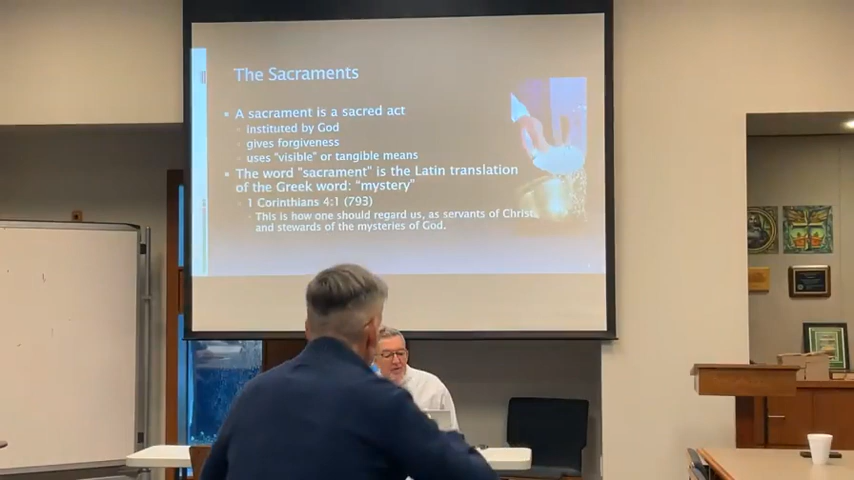 The Sacraments
▪ A sacrament is a sacred act
▫ instituted by God
▫ gives forgiveness
▫ uses "visible" or tangible means
▪ The word "sacrament" is the Latin translation
of the Greek word: "mystery"
▫ 1 Corinthians 4:1 (793)
▫ This is how one should regard us, as servants of Christ
and stewards of the mysteries of God.